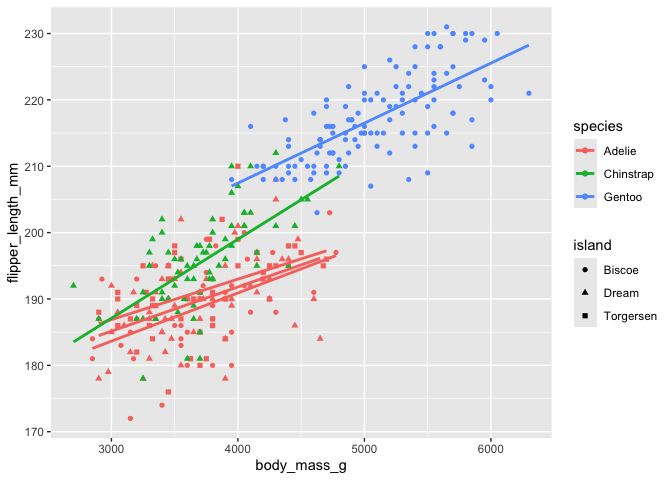 230
220
210
200
190
180
170
3000
4000
5000
6000
body_mass_g
flipper_length_mm
species
Adelie
Chinstrap
Gentoo
island
Biscoe
Dream
Torgersen